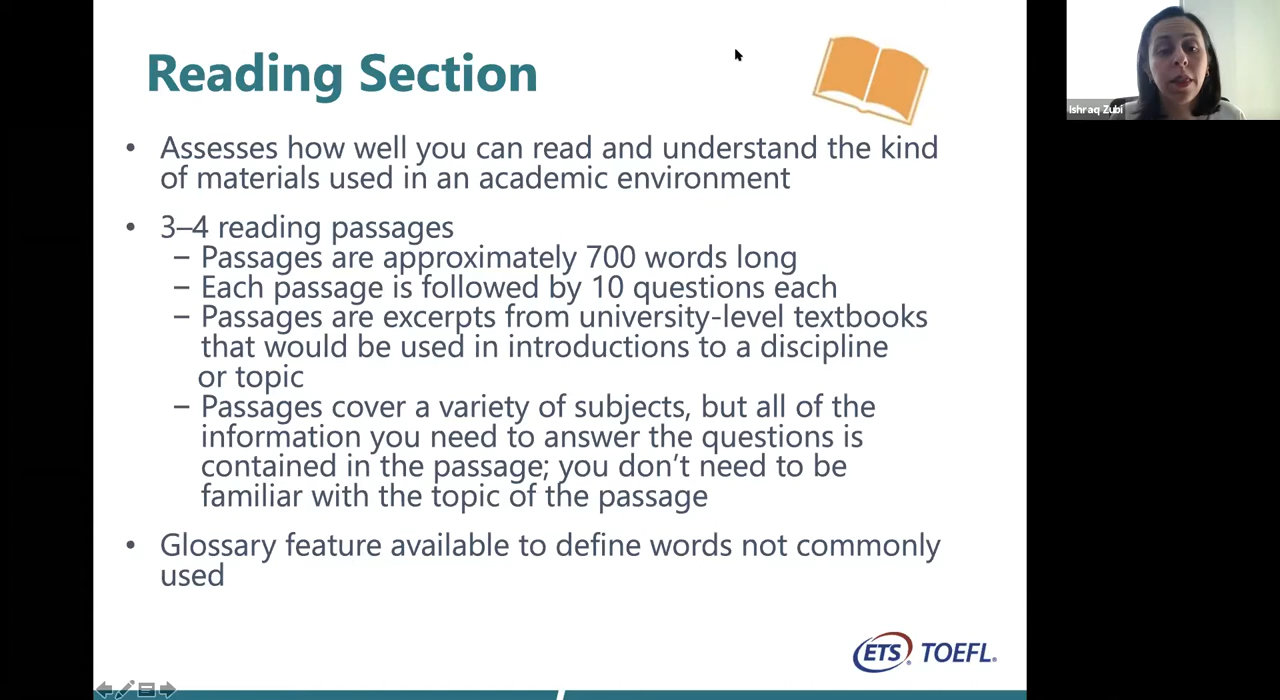 Reading Section
• Assesses how well you can read and understand the kind
of materials used in an academic environment
• 3–4 reading passages
– Passages are approximately 700 words long
– Each passage is followed by 10 questions each
– Passages are excerpts from university-level textbooks
that would be used in introductions to a discipline
or topic
– Passages cover a variety of subjects, but all of the
information you need to answer the questions is
contained in the passage; you don’t need to be
familiar with the topic of the passage
• Glossary feature available to define words not commonly
used
ETS® TOEFL®
Ishraq Zubi